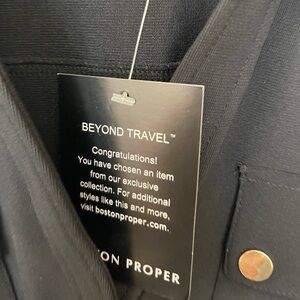 BEYOND TRAVEL™
Congratulations!
You have chosen an item
from our exclusive
collection. For additional
styles like this and more,
visit bostonproper.com.
TON PROPER